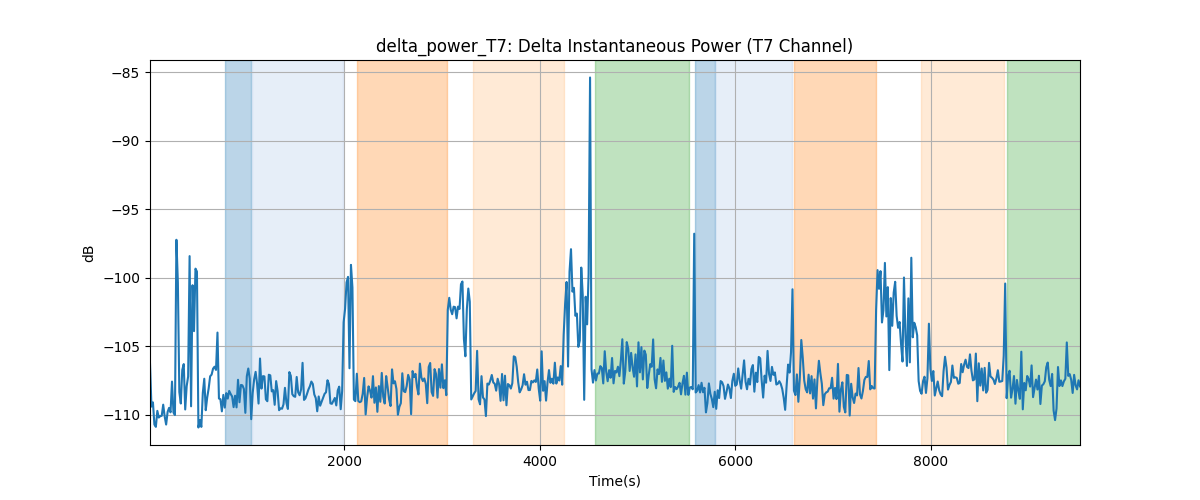 delta_power_T7: Delta Instantaneous Power (T7 Channel)
−85
−90
−95
−100
−105
−110
dB
2000 4000 6000 8000
Time(s)